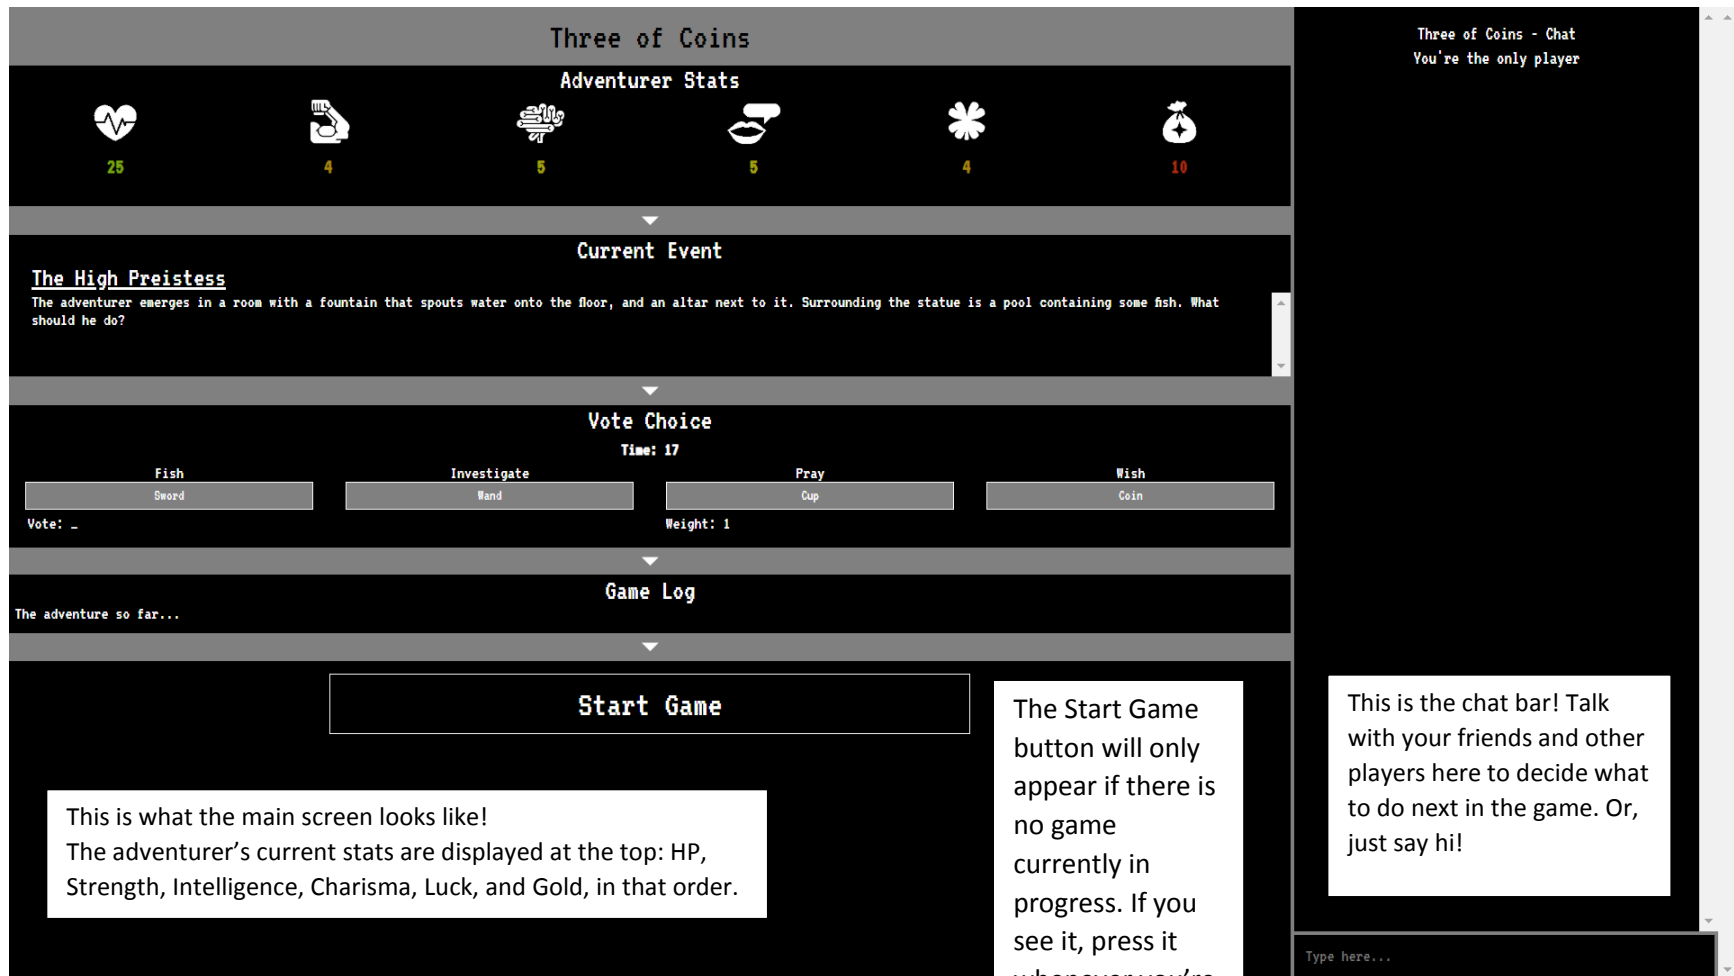 Three of Coins
Adventurer Stats
25 4 5 5 4 10
Current Event
The High Preistess
The adventurer emerges in a room with a fountain that spouts water onto the floor, and an altar next to it. Surrounding the statue is a pool containing some fish. What
should he do?
Vote Choice
Time: 17
Fish Investigate Pray Wish
Sword Wand Cup Coin
Vote: _ Weight: 1
Game Log
The adventure so far...
Start Game
This is what the main screen looks like!
The adventurer’s current stats are displayed at the top: HP,
Strength, Intelligence, Charisma, Luck, and Gold, in that order.
The Start Game
button will only
appear if there is
no game
currently in
progress. If you
see it, press it
whenever you’re
Three of Coins - Chat
You're the only player
This is the chat bar! Talk
with your friends and other
players here to decide what
to do next in the game. Or,
just say hi!
Type here...